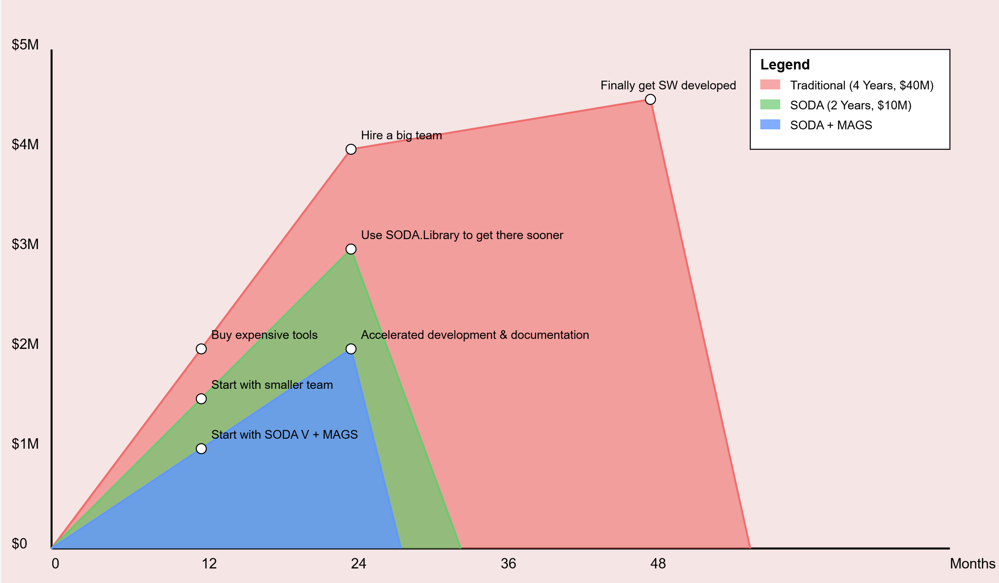 $5M
Legend
Traditional (4 Years, $40M)
SODA (2 Years, $10M)
SODA + MAGS
Finally get SW developed
Hire a big team
$4M
Use SODA.Library to get there sooner
$3M
Buy expensive tools
Accelerated development & documentation
$2M
Start with smaller team
Start with SODA V + MAGS
$1M
$0
0
12
24
36
48
Months